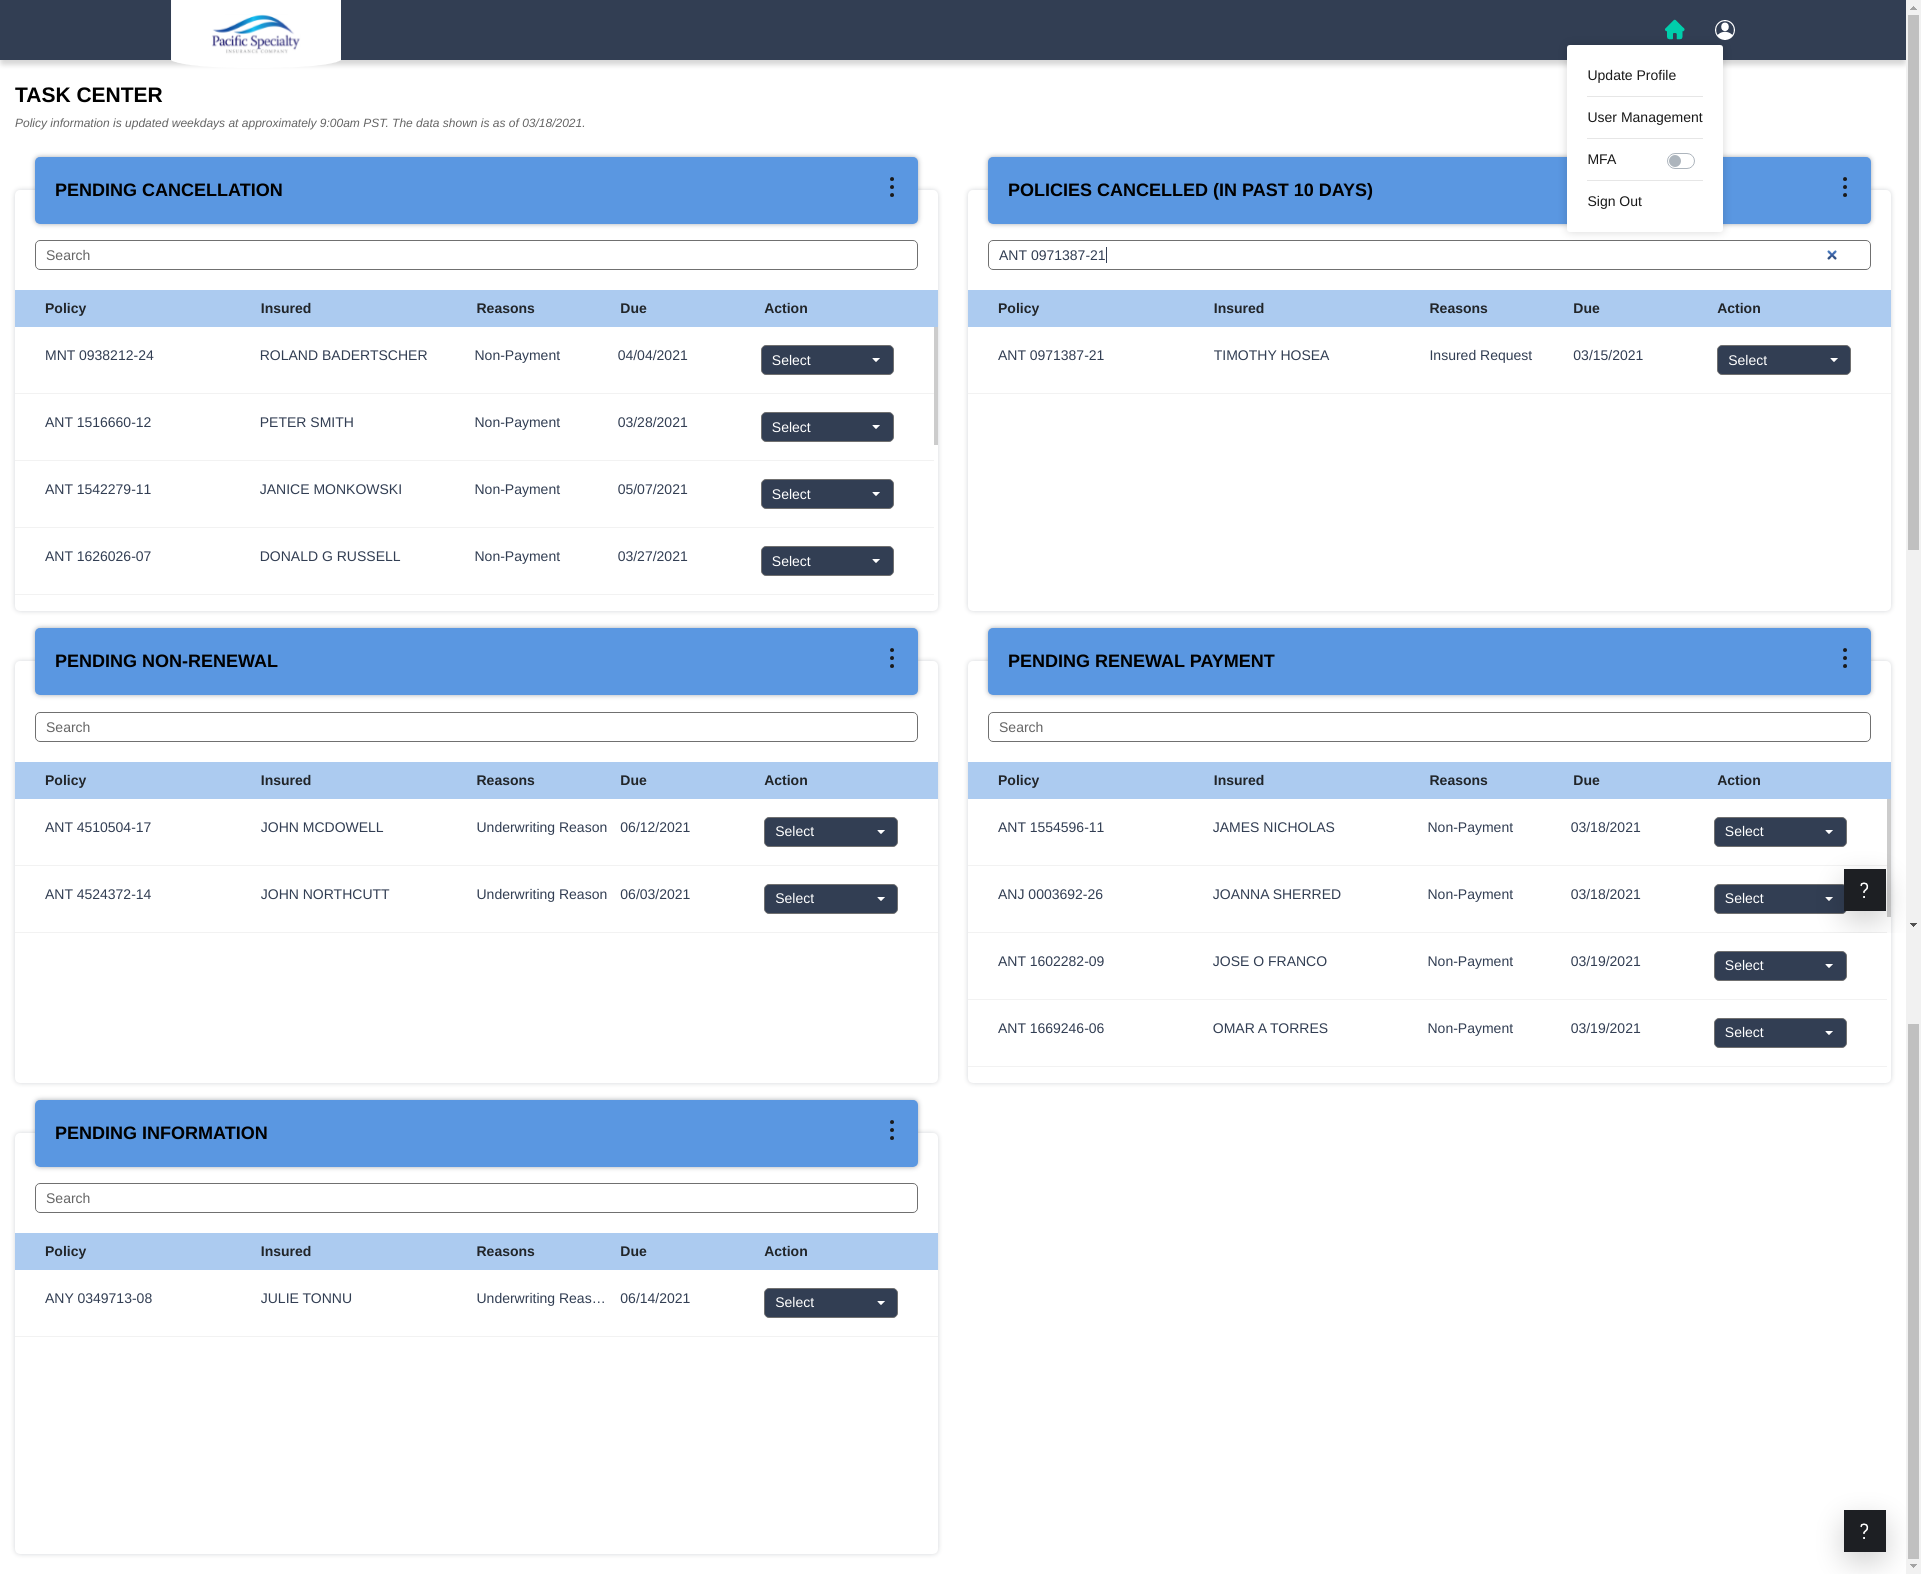 Pacific Specialty
INSURANCE COMPANY
Update Profile
User Management
MFA
Sign Out
TASK CENTER
Policy information is updated weekdays at approximately 9:00am PST. The data shown is as of 03/18/2021.
PENDING CANCELLATION
Search
Policy Insured Reasons Due Action
MNT 0938212-24 ROLAND BADERTSCHER Non-Payment 04/04/2021 Select
ANT 1516660-12 PETER SMITH Non-Payment 03/28/2021 Select
ANT 1542279-11 JANICE MONKOWSKI Non-Payment 05/07/2021 Select
ANT 1626026-07 DONALD G RUSSELL Non-Payment 03/27/2021 Select
POLICIES CANCELLED (IN PAST 10 DAYS)
ANT 0971387-21
Policy Insured Reasons Due Action
ANT 0971387-21 TIMOTHY HOSEA Insured Request 03/15/2021 Select
PENDING NON-RENEWAL
Search
Policy Insured Reasons Due Action
ANT 4510504-17 JOHN MCDOWELL Underwriting Reason 06/12/2021 Select
ANT 4524372-14 JOHN NORTHCUTT Underwriting Reason 06/03/2021 Select
PENDING RENEWAL PAYMENT
Search
Policy Insured Reasons Due Action
ANT 1554596-11 JAMES NICHOLAS Non-Payment 03/18/2021 Select
ANJ 0003692-26 JOANNA SHERRED Non-Payment 03/18/2021 Select
?
ANT 1602282-09 JOSE O FRANCO Non-Payment 03/19/2021 Select
ANT 1669246-06 OMAR A TORRES Non-Payment 03/19/2021 Select
PENDING INFORMATION
Search
Policy Insured Reasons Due Action
ANY 0349713-08 JULIE TONNU Underwriting Reas… 06/14/2021 Select
?